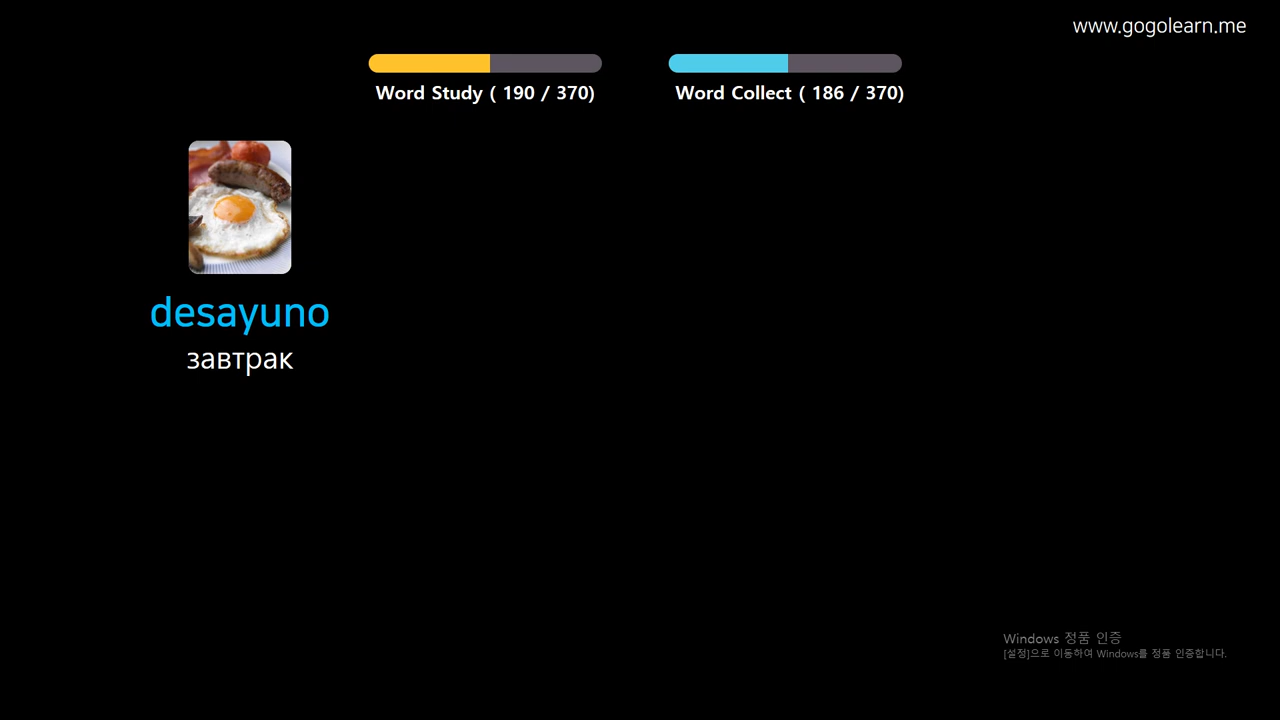 www.gogolearn.me
Word Study ( 190 / 370)
Word Collect ( 186 / 370)
desayuno
завтрак
Windows 정품 인증
[설정]으로 이동하여 Windows를 정품 인증합니다.